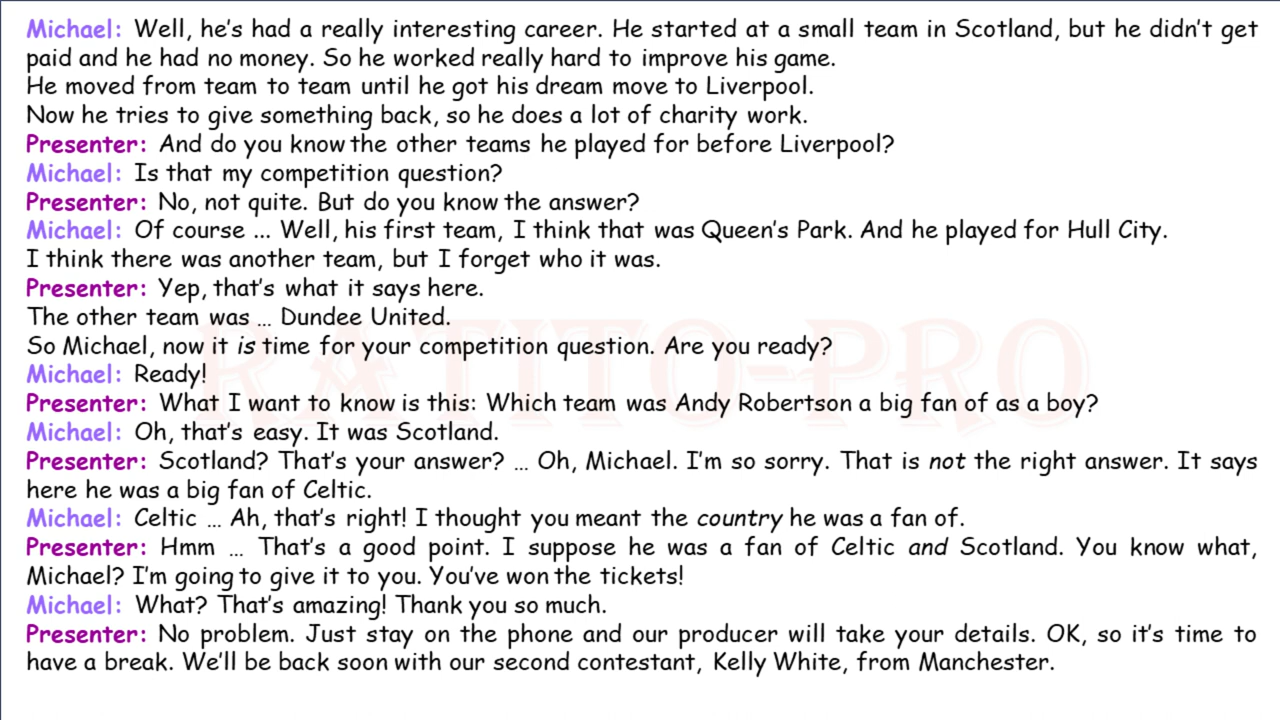 Michael: Well, he's had a really interesting career. He started at a small team in Scotland, but he didn't get
paid and he had no money. So he worked really hard to improve his game.
He moved from team to team until he got his dream move to Liverpool.
Now he tries to give something back, so he does a lot of charity work.
Presenter: And do you know the other teams he played for before Liverpool?
Michael: Is that my competition question?
Presenter: No, not quite. But do you know the answer?
Michael: Of course ... Well, his first team, I think that was Queen's Park. And he played for Hull City.
I think there was another team, but I forget who it was.
Presenter: Yep, that's what it says here.
The other team was … Dundee United.
So Michael, now it is time for your competition question. Are you ready?
Michael: Ready!
Presenter: What I want to know is this: Which team was Andy Robertson a big fan of as a boy?
Michael: Oh, that's easy. It was Scotland.
Presenter: Scotland? That's your answer? … Oh, Michael. I'm so sorry. That is not the right answer. It says
here he was a big fan of Celtic.
Michael: Celtic … Ah, that's right! I thought you meant the country he was a fan of.
Presenter: Hmm … That's a good point. I suppose he was a fan of Celtic and Scotland. You know what,
Michael? I'm going to give it to you. You've won the tickets!
Michael: What? That's amazing! Thank you so much.
Presenter: No problem. Just stay on the phone and our producer will take your details. OK, so it's time to
have a break. We'll be back soon with our second contestant, Kelly White, from Manchester.
RATITO-PRO